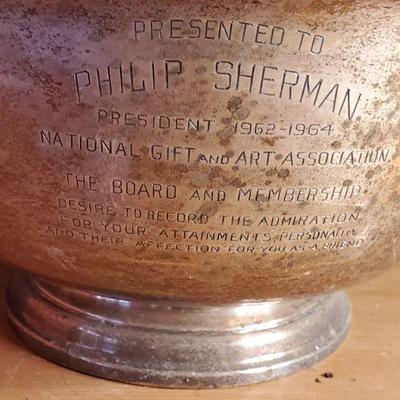 PRESENTED TO
PHILIP SHERMAN
PRESIDENT 1962-1964
NATIONAL GIFT AND ART ASSOCIATION
THE BOARD AND MEMBERSHIP
DESIRE TO RECORD THE ADMIRATION
FOR YOUR ATTAINMENTS, PERSONALITY
AND THEIR AFFECTION FOR YOU AS A FRIEND